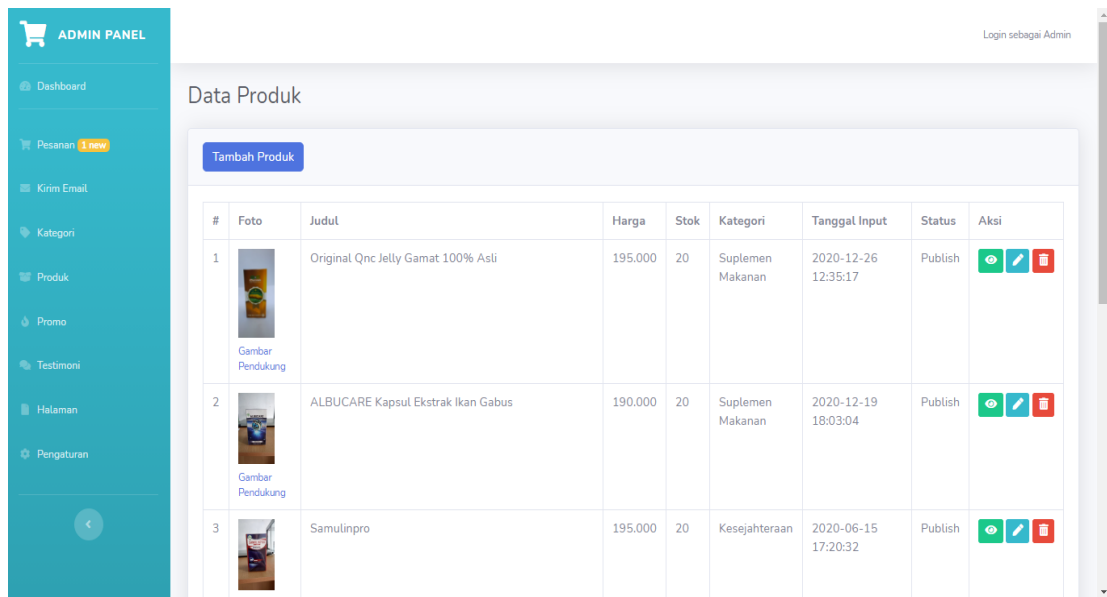 ADMIN PANEL
Login sebagai Admin
Dashboard
Pesanan 1 new
Kirim Email
Kategori
Produk
Promo
Testimoni
Halaman
Pengaturan
Data Produk
Tambah Produk
# Foto Judul Harga Stok Kategori Tanggal Input Status Aksi
1 Original Qnc Jelly Gamat 100% Asli 195.000 20 Suplemen 2020-12-26 Publish
Makanan 12:35:17
Gambar
Pendukung
2 ALBUCARE Kapsul Ekstrak Ikan Gabus 190.000 20 Suplemen 2020-12-19 Publish
Makanan 18:03:04
Gambar
Pendukung
3 Samulinpro 195.000 20 Kesejahteraan 2020-06-15 Publish
17:20:32